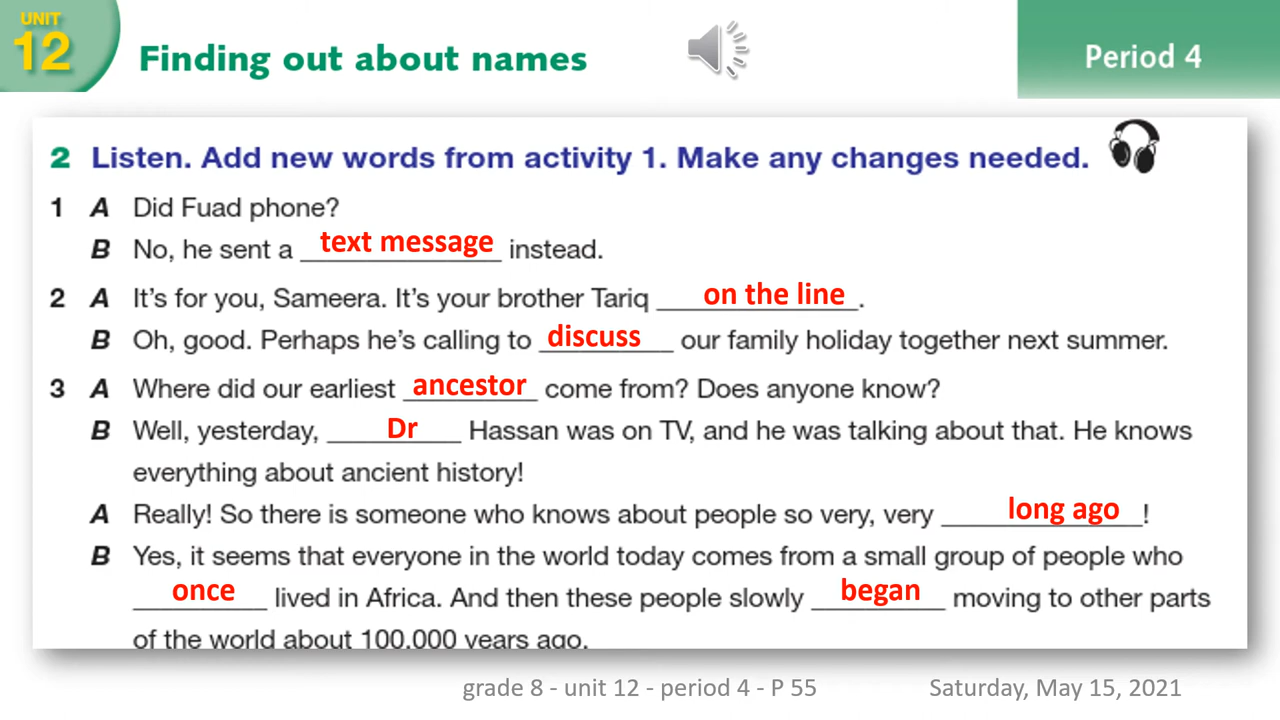 UNIT
12
Finding out about names
Period 4
2 Listen. Add new words from activity 1. Make any changes needed.
1 A Did Fuad phone?
B No, he sent a text message instead.
2 A It's for you, Sameera. It's your brother Tariq on the line.
B Oh, good. Perhaps he's calling to discuss our family holiday together next summer.
3 A Where did our earliest ancestor come from? Does anyone know?
B Well, yesterday, Dr Hassan was on TV, and he was talking about that. He knows
everything about ancient history!
A Really! So there is someone who knows about people so very, very long ago!
B Yes, it seems that everyone in the world today comes from a small group of people who
once lived in Africa. And then these people slowly began moving to other parts
of the world about 100,000 years ago.
grade 8 - unit 12 - period 4 - P 55
Saturday, May 15, 2021